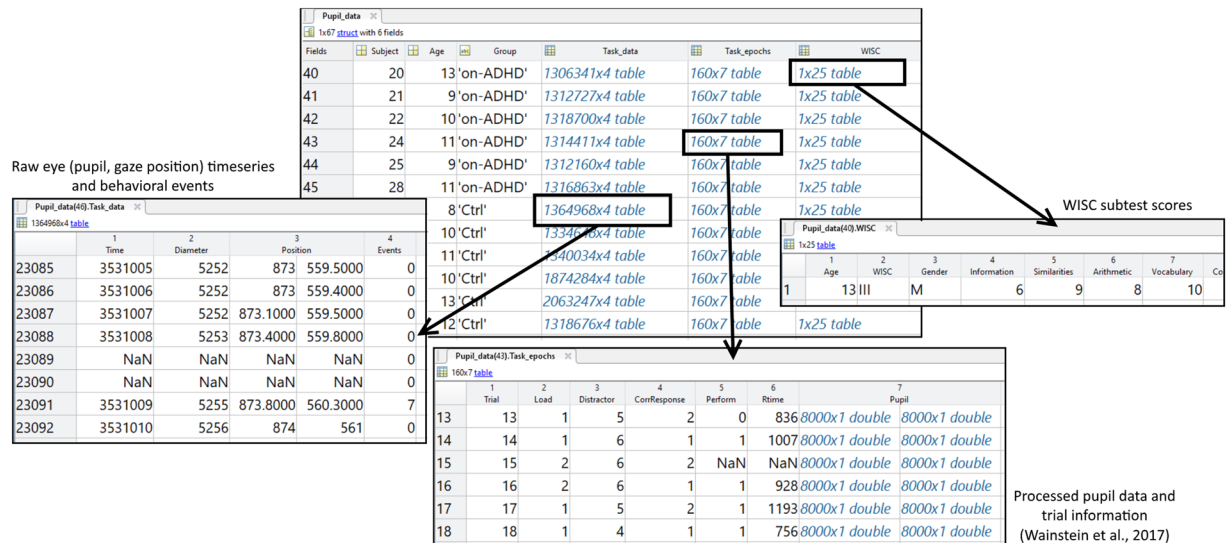 Pupil_data
1x67 struct with 6 fields
Fields Subject Age Group Task_data Task_epochs WISC
40 20 13 'on-ADHD' 1306341x4 table 160x7 table 1x25 table
41 21 9 'on-ADHD' 1312727x4 table 160x7 table 1x25 table
42 22 10 'on-ADHD' 1318700x4 table 160x7 table 1x25 table
43 24 11 'on-ADHD' 1314411x4 table 160x7 table 1x25 table
44 25 9 'on-ADHD' 1312160x4 table 160x7 table 1x25 table
45 28 11 'on-ADHD' 1316863x4 table 160x7 table 1x25 table
8 'Ctrl' 1364968x4 table 160x7 table 1x25 table
10 'Ctrl' 1334648x4 table 160x7 table
11 'Ctrl' 1340034x4 table 160x7 table
10 'Ctrl' 1874284x4 table 160x7 table
13 'Ctrl' 2063247x4 table 160x7 table
12 'Ctrl' 1318676x4 table 160x7 table 1x25 table
Raw eye (pupil, gaze position) timeseries
and behavioral events
Pupil_data(46).Task_data
1364968x4 table
1 2 3 4
Time Diameter Position Events
23085 3531005 5252 873 559.5000 0
23086 3531006 5252 873 559.4000 0
23087 3531007 5252 873.1000 559.5000 0
23088 3531008 5253 873.4000 559.8000 0
23089 NaN NaN NaN NaN 0
23090 NaN NaN NaN NaN 0
23091 3531009 5255 873.8000 560.3000 7
23092 3531010 5256 874 561 0
WISC subtest scores
Pupil_data(40).WISC
1x25 table
1 2 3 4 5 6 7
Age WISC Gender Information Similarities Arithmetic Vocabulary Co
1 13 III M 6 9 8 10
Pupil_data(43).Task_epochs
160x7 table
1 2 3 4 5 6 7
Trial Load Distractor CorrResponse Perform Rtime Pupil
13 13 1 5 2 0 836 8000x1 double 8000x1 double
14 14 1 6 1 1 1007 8000x1 double 8000x1 double
15 15 2 6 2 NaN NaN 8000x1 double 8000x1 double
16 16 2 6 1 1 928 8000x1 double 8000x1 double
17 17 1 5 2 1 1193 8000x1 double 8000x1 double
18 18 1 4 1 1 756 8000x1 double 8000x1 double
Processed pupil data and
trial information
(Wainstein et al., 2017)